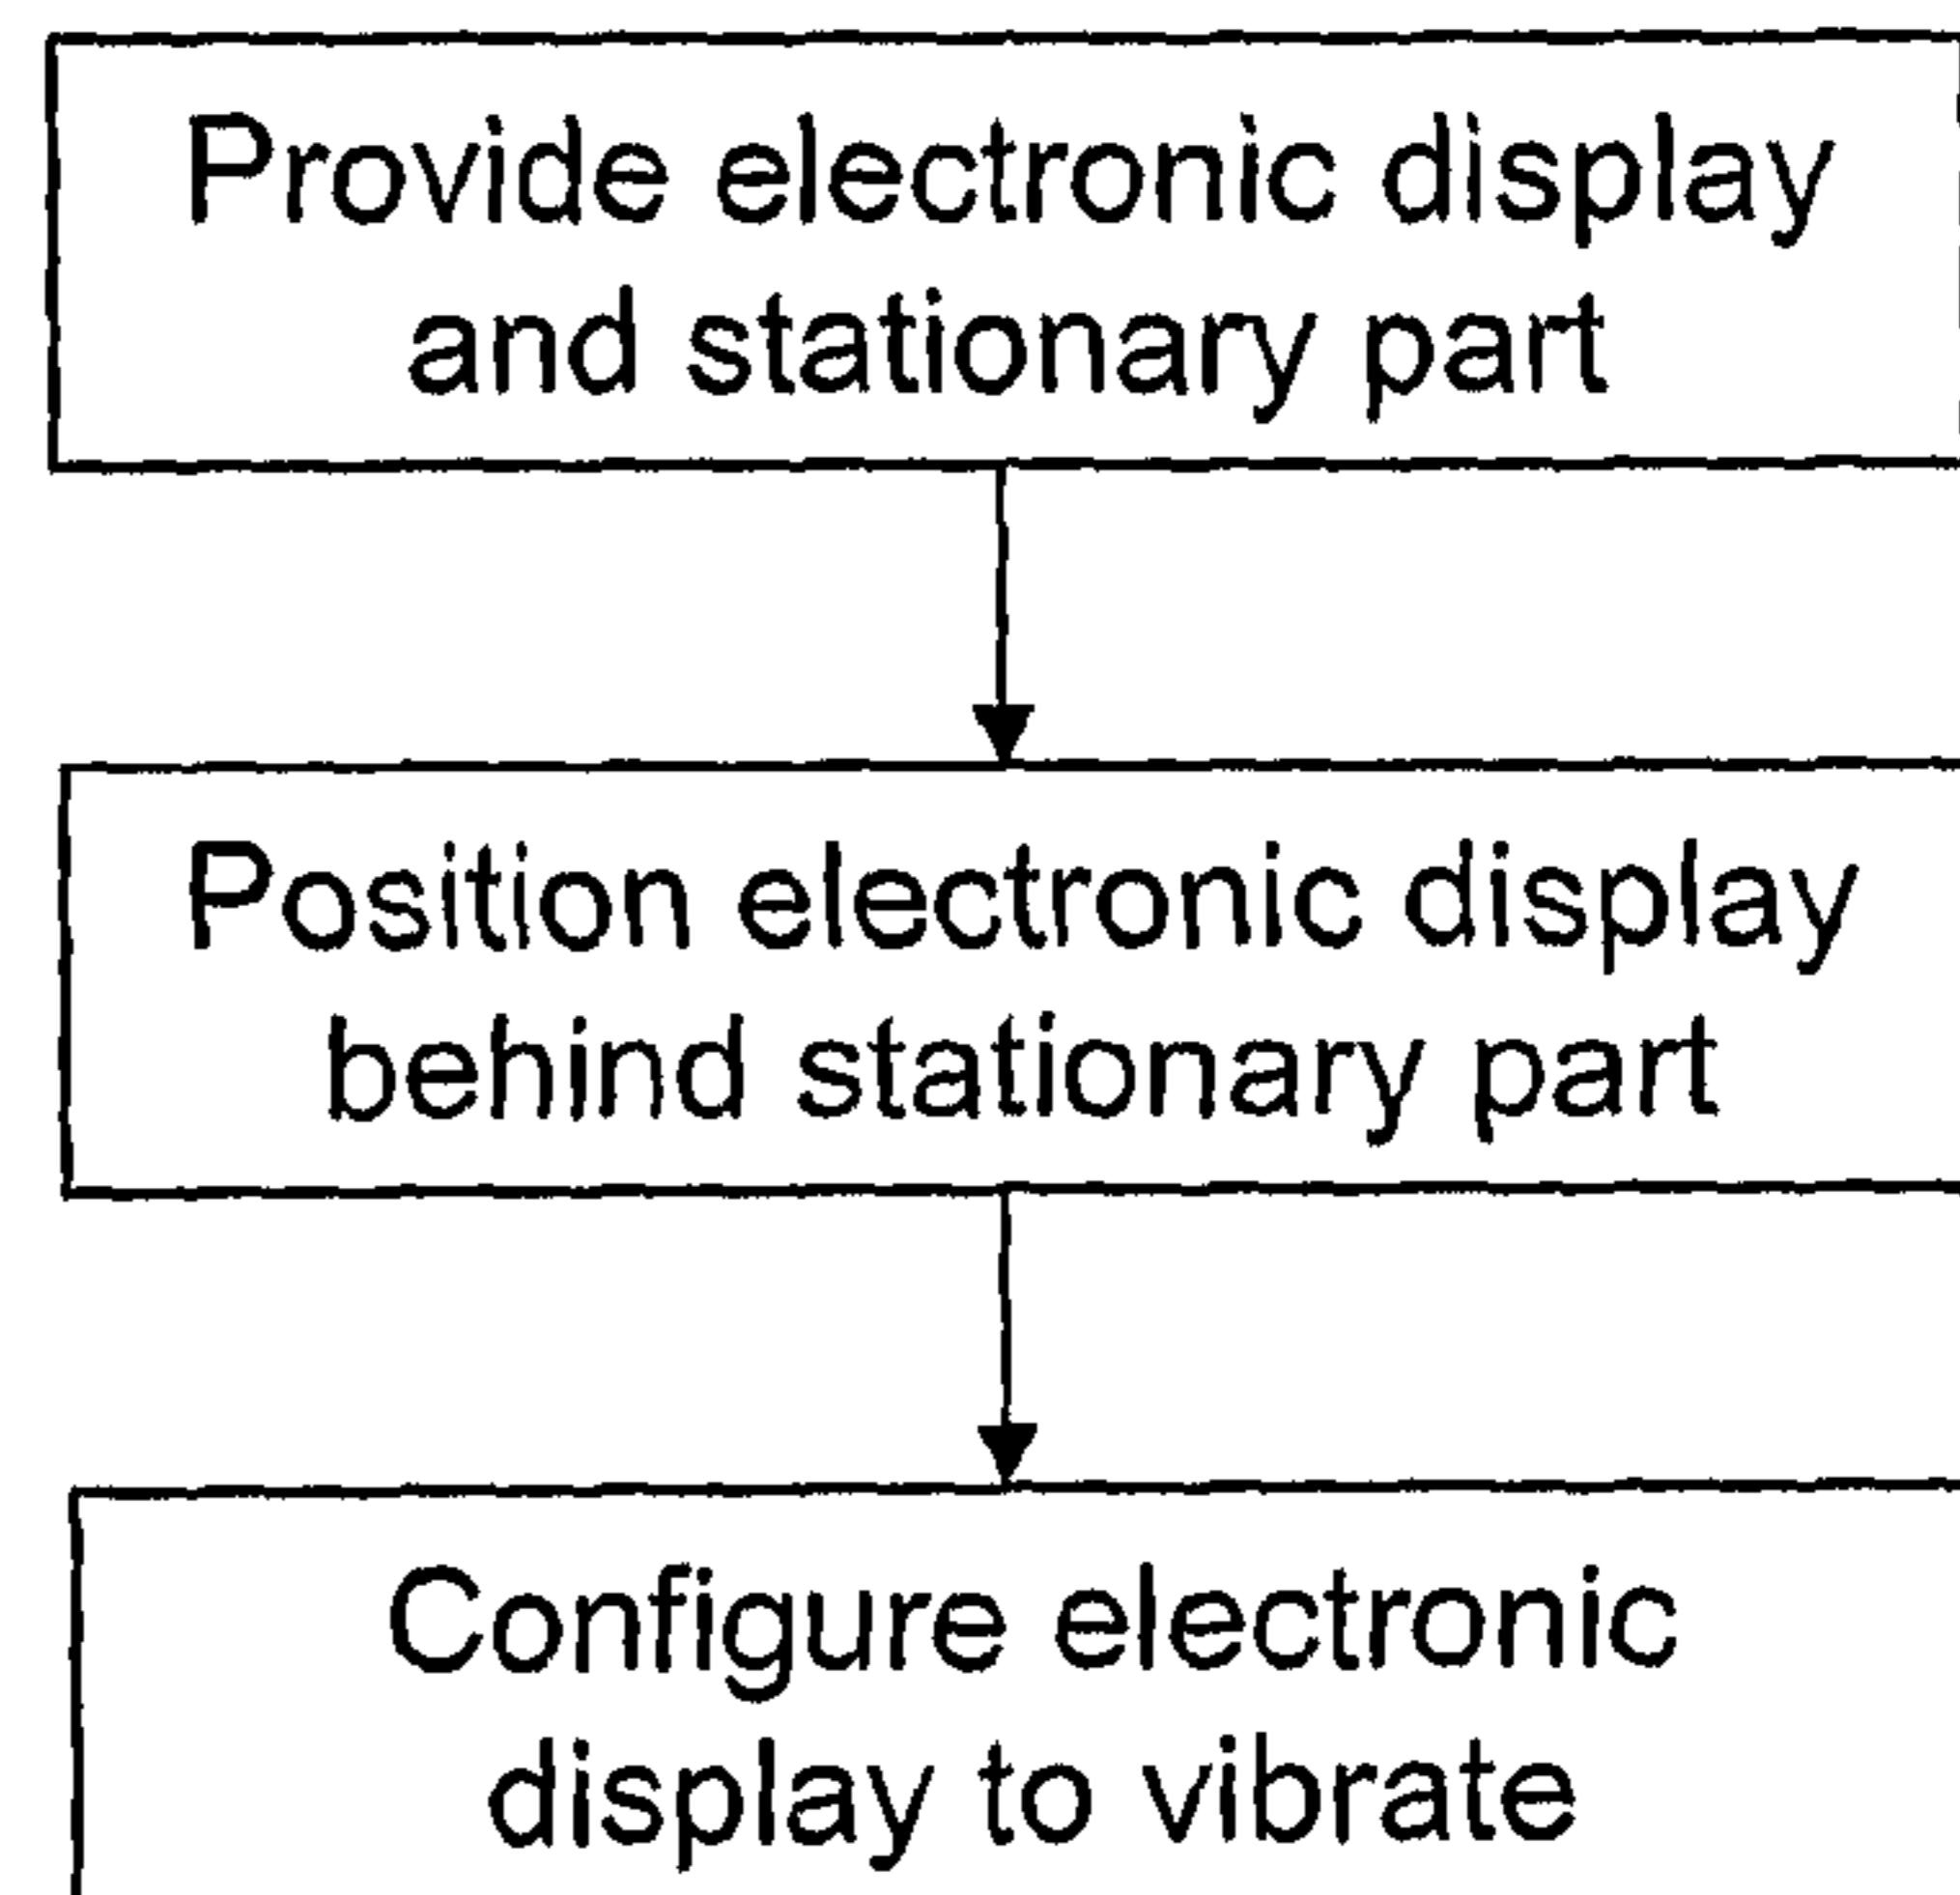 Provide electronic display
and stationary part
Position electronic display
behind stationary part
Configure electronic
display to vibrate